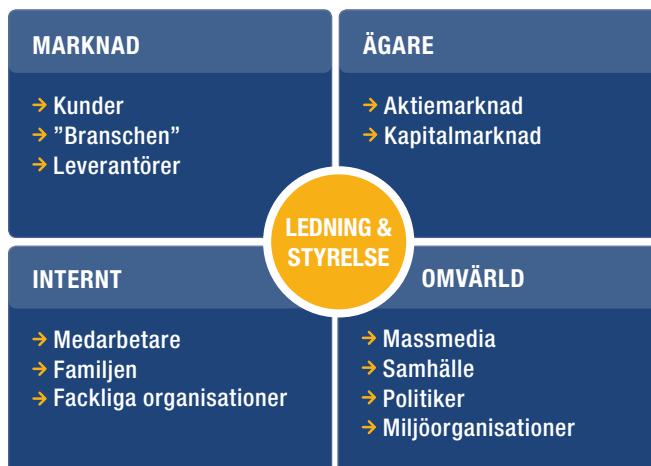 MARKNAD
→ Kunder
→ ”Branschen”
→ Leverantörer
ÄGARE
→ Aktiemarknad
→ Kapitalmarknad
LEDNING &
STYRELSE
INTERNT
→ Medarbetare
→ Familjen
→ Fackliga organisationer
OMVÄRLD
→ Massmedia
→ Samhälle
→ Politiker
→ Miljöorganisationer